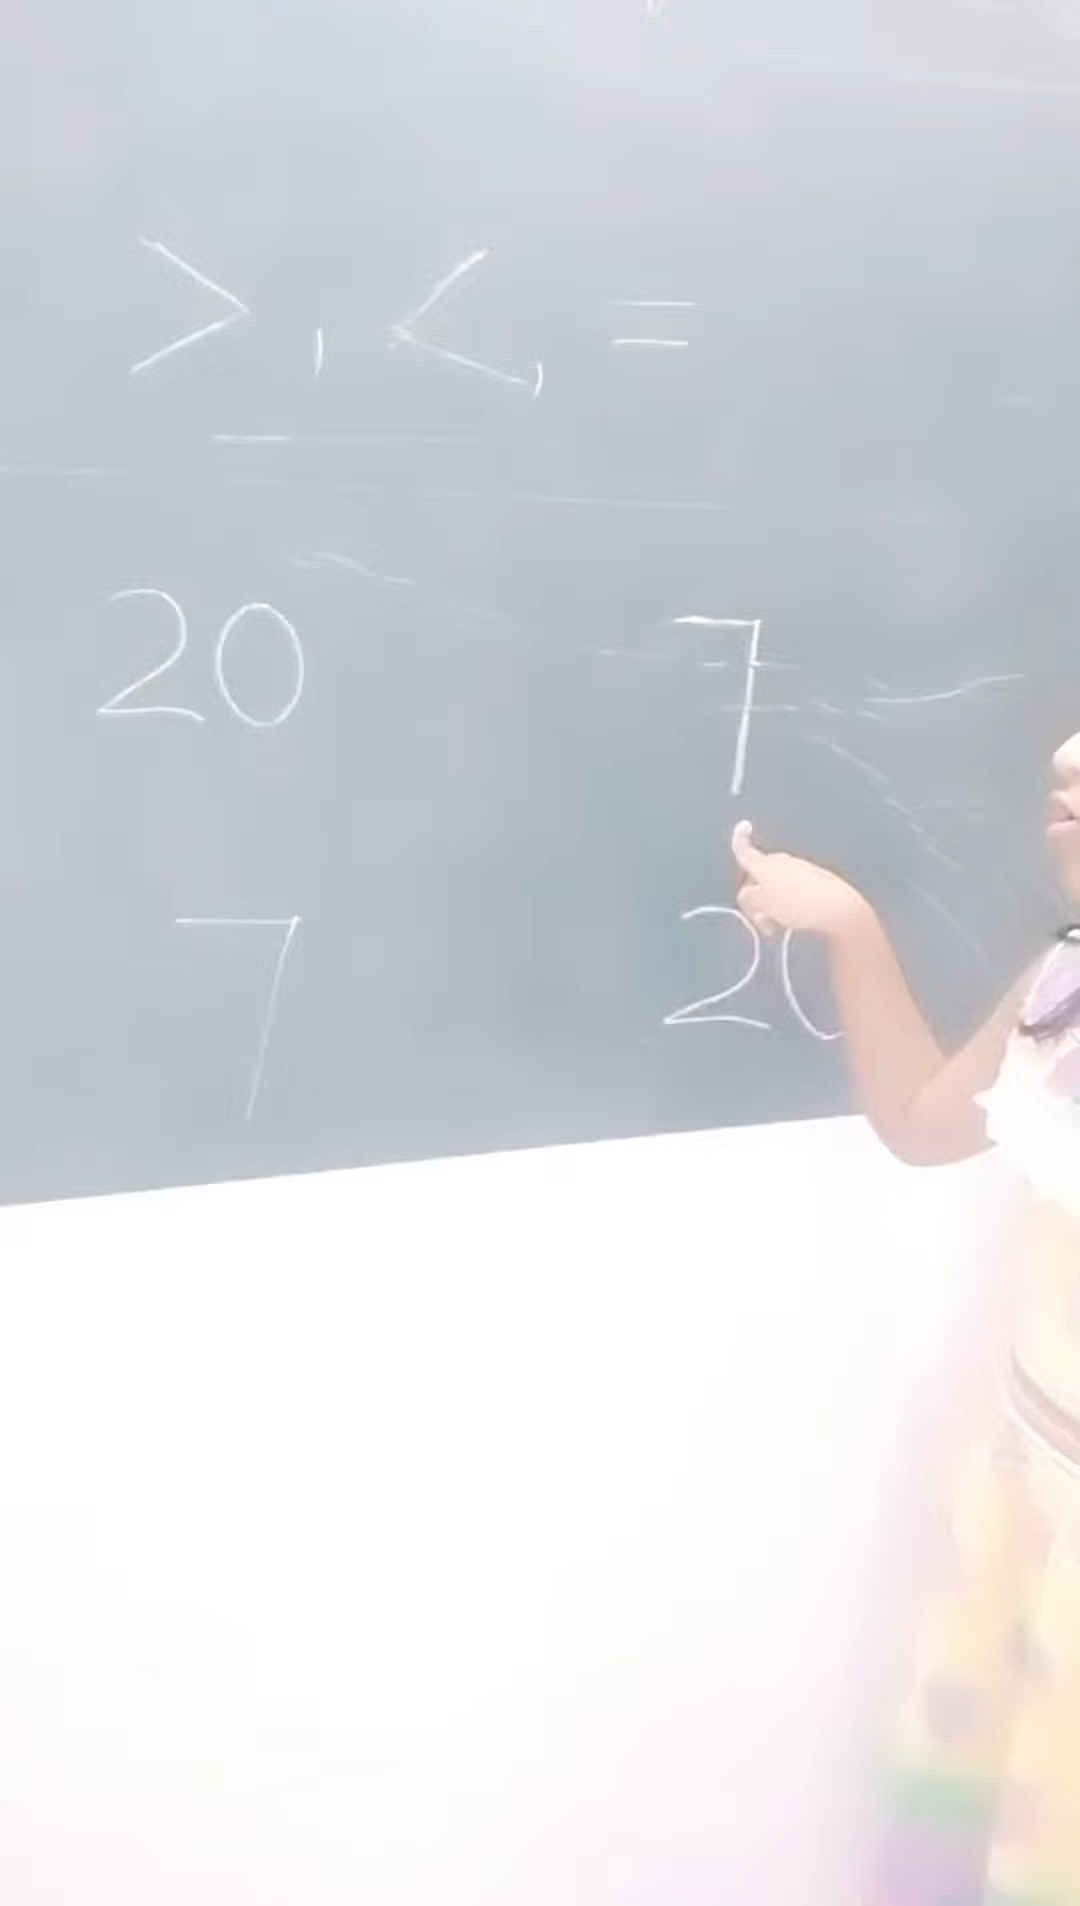 >, <, =
20 7
7 20